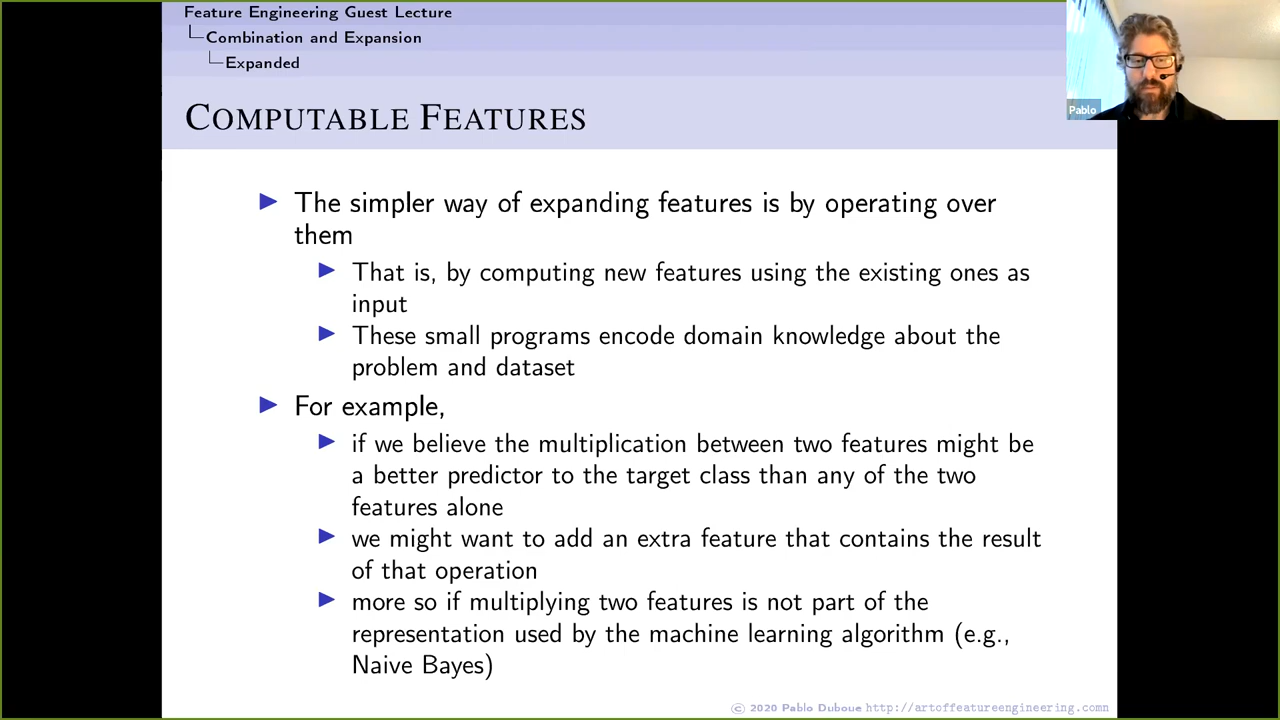 Feature Engineering Guest Lecture
Combination and Expansion
Expanded
COMPUTABLE FEATURES
Pablo
The simpler way of expanding features is by operating over
them
That is, by computing new features using the existing ones as
input
These small programs encode domain knowledge about the
problem and dataset
For example,
if we believe the multiplication between two features might be
a better predictor to the target class than any of the two
features alone
we might want to add an extra feature that contains the result
of that operation
more so if multiplying two features is not part of the
representation used by the machine learning algorithm (e.g.,
Naive Bayes)
© 2020 Pablo Duboue http://artoffeatureengineering.comn